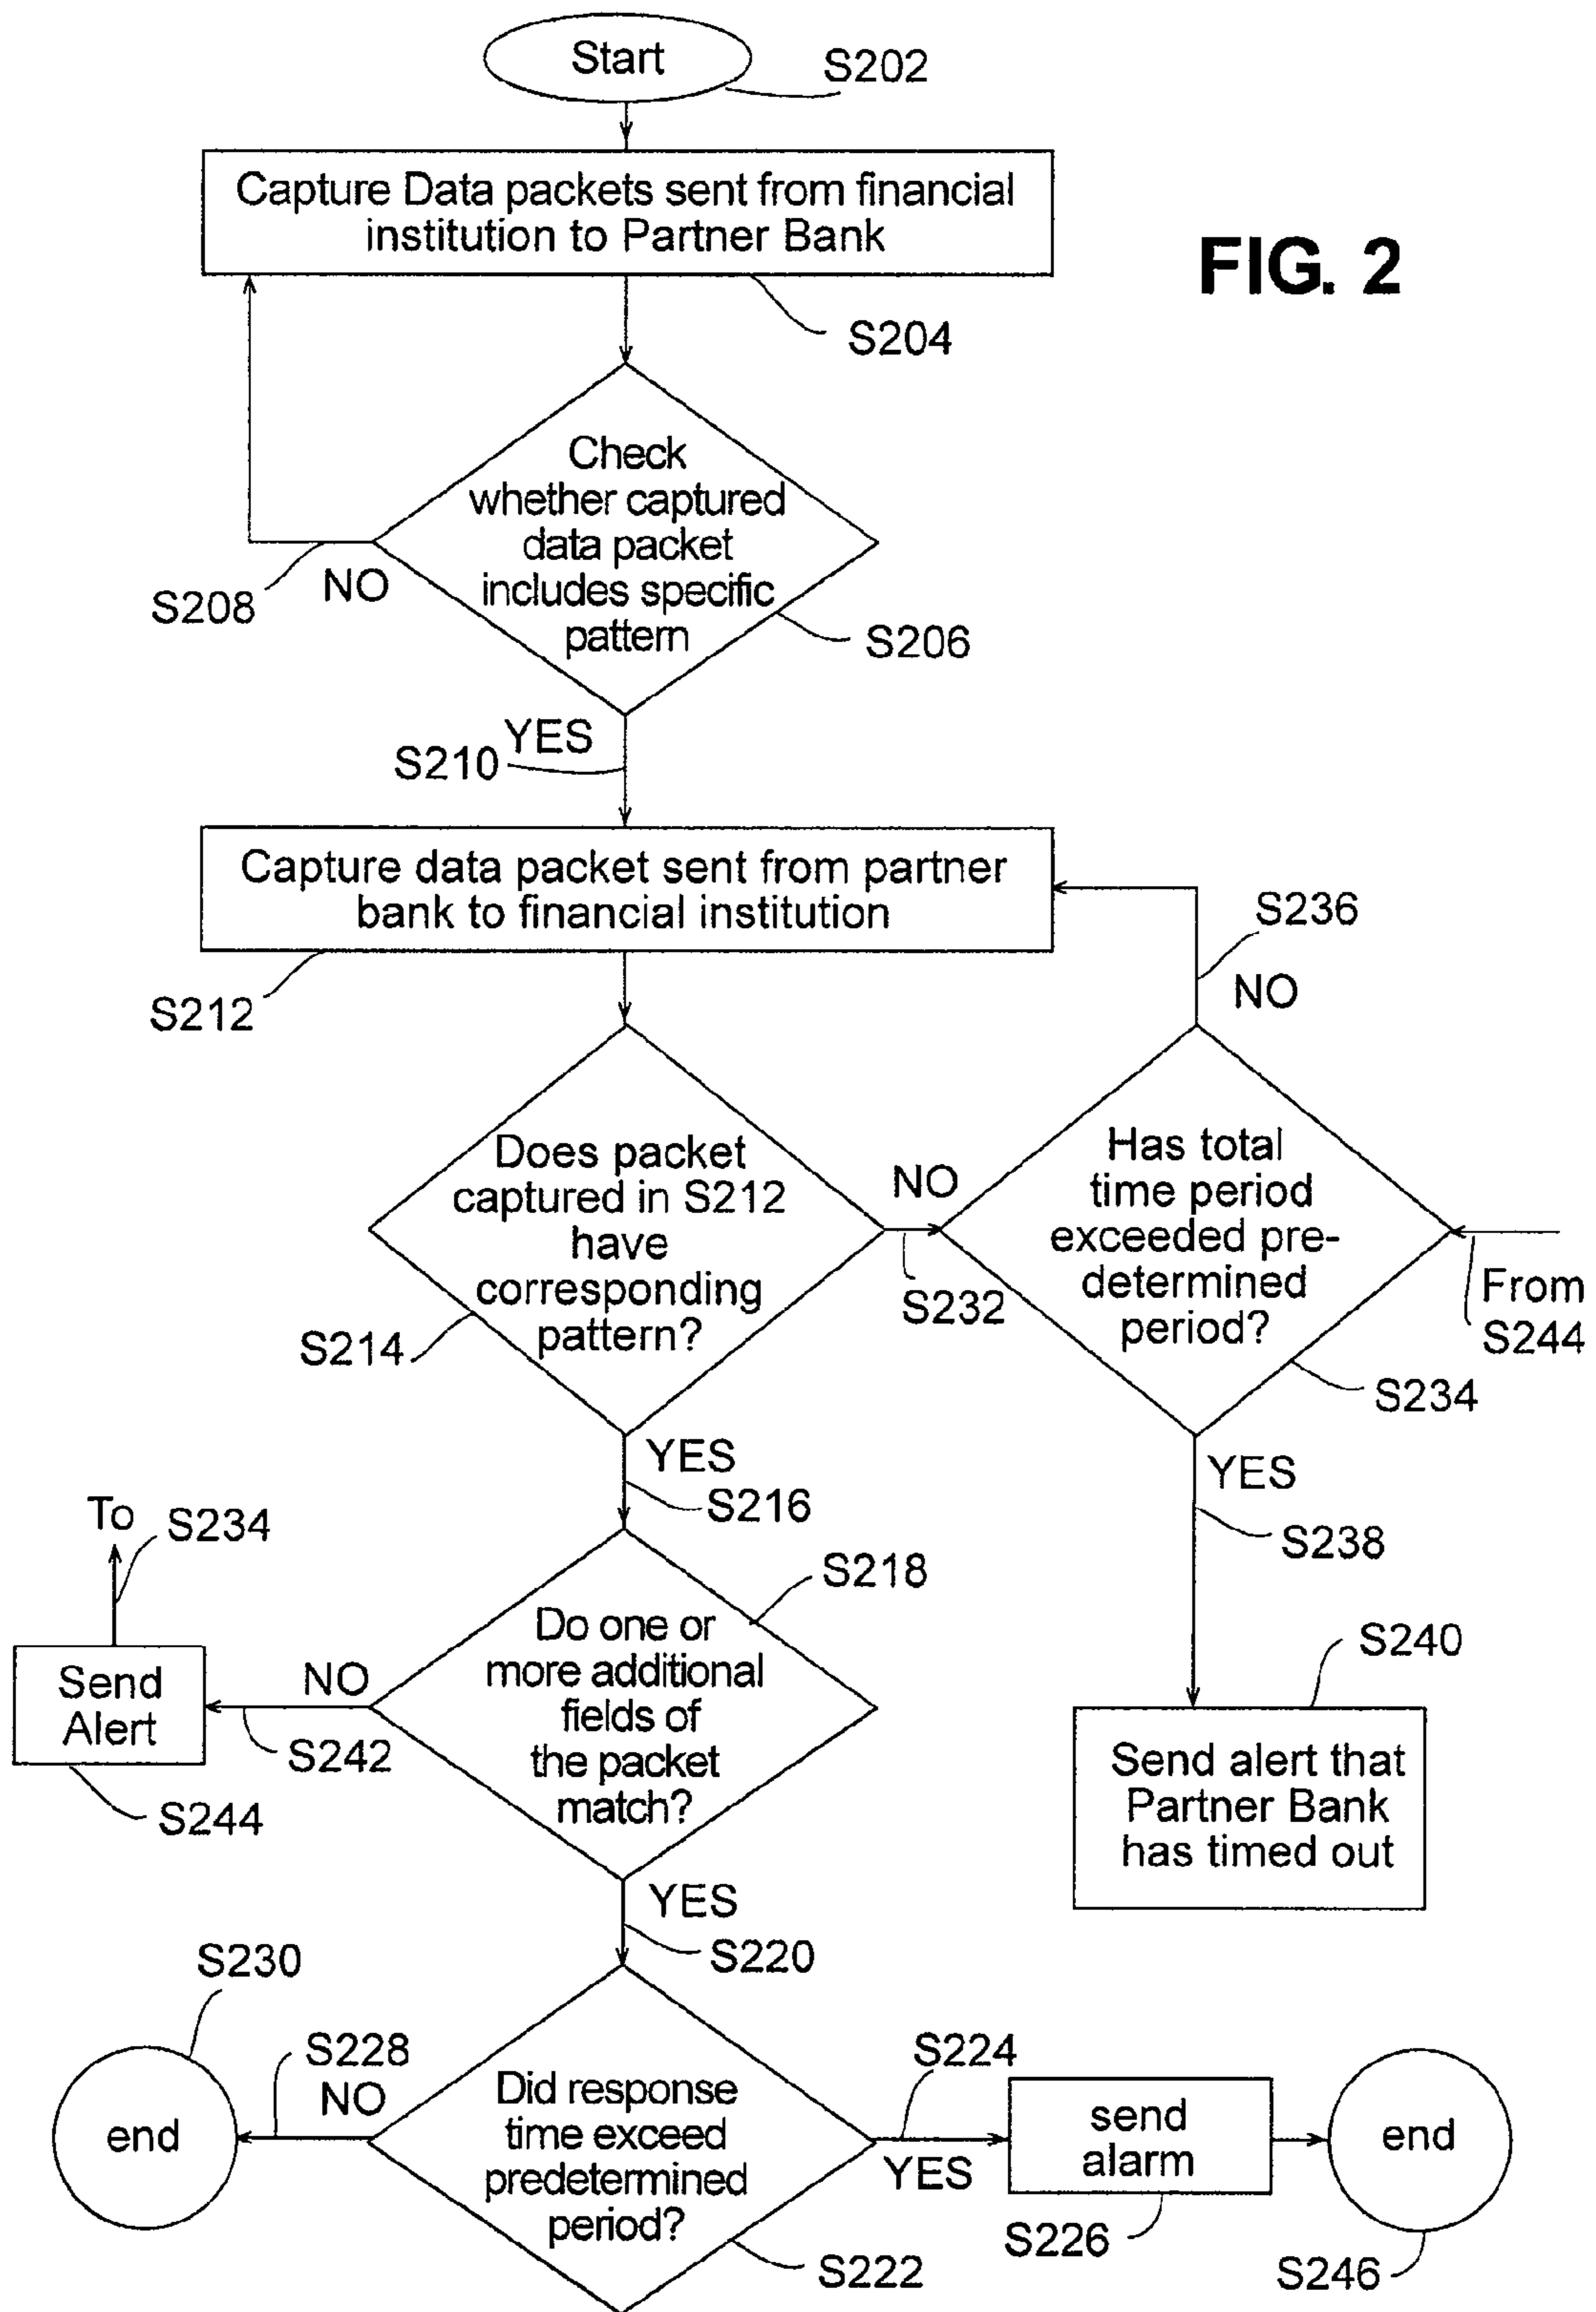 Start
S202
Capture Data packets sent from financial
institution to Partner Bank
FIG. 2
S204
Check
whether captured
data packet
includes specific
pattern
S208
NO
S206
YES
S210
Capture data packet sent from partner
bank to financial institution
S236
S212
NO
Does packet
captured in S212
have
corresponding
pattern?
NO
Has total
time period
exceeded pre-
determined
period?
S232
From
S244
S214
S234
YES
S216
YES
S238
To
S234
S218
Do one or
more additional
fields of
the packet
match?
S240
Send
Alert
NO
S242
S244
Send alert that
Partner Bank
has timed out
YES
S220
S230
S228
NO
S224
end
Did response
time exceed
predetermined
period?
YES
send
alarm
end
S226
S222
S246